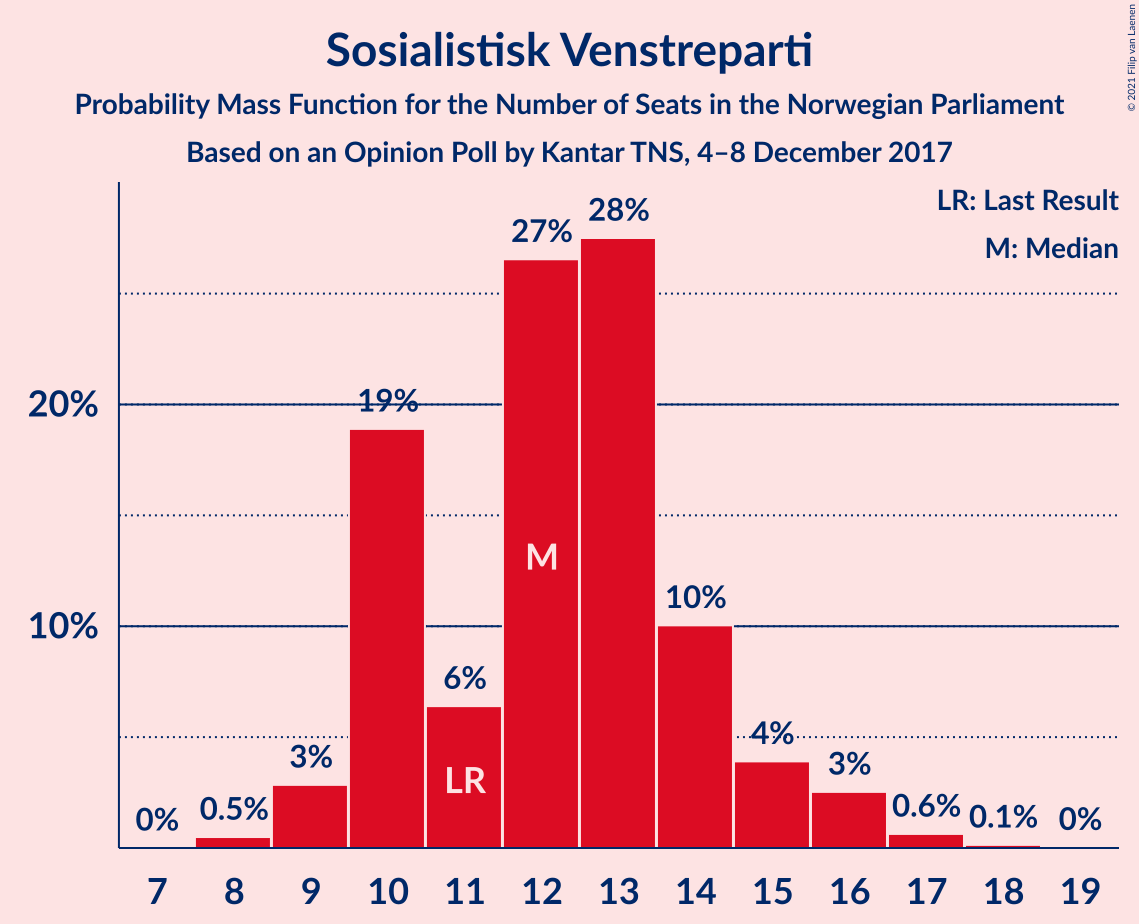 Sosialistisk Venstreparti
Probability Mass Function for the Number of Seats in the Norwegian Parliament
Based on an Opinion Poll by Kantar TNS, 4–8 December 2017
© 2021 Filip van Laenen
LR: Last Result
M: Median
20%
10%
0%
0.5%
3%
19%
6%
27%
28%
10%
4%
3%
0.6%
0.1%
0%
LR
M
7 8 9 10 11 12 13 14 15 16 17 18 19